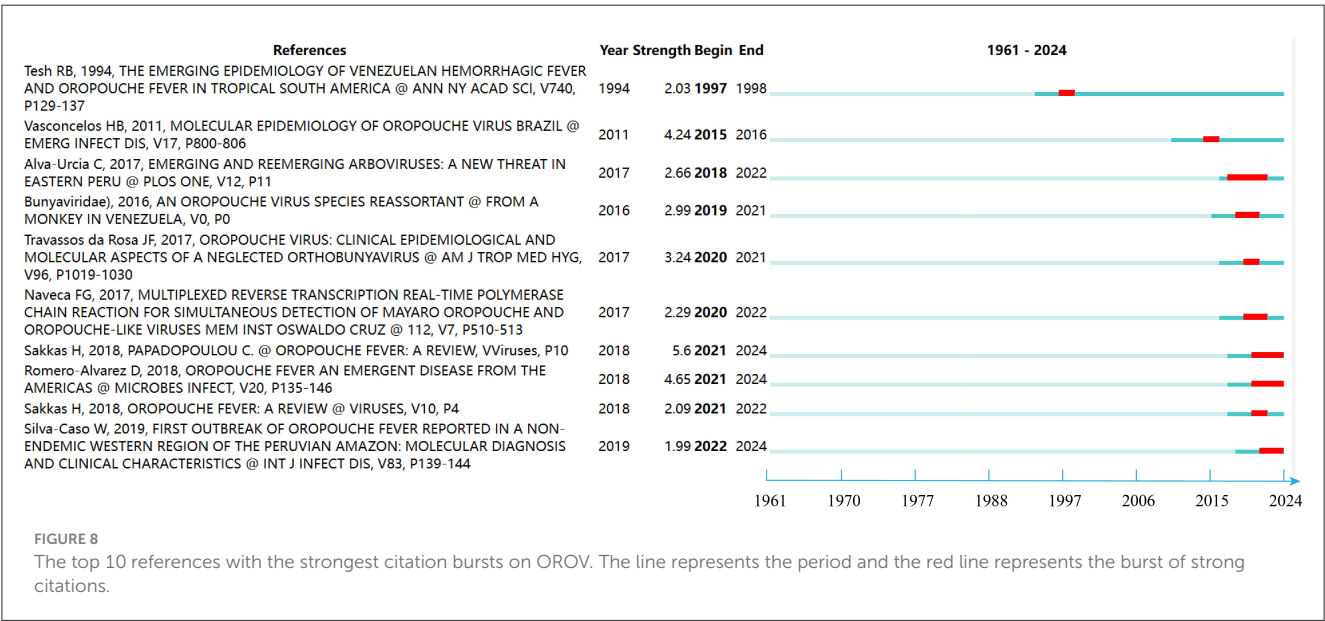 References Year Strength Begin End 1961 - 2024
Tesh RB, 1994, THE EMERGING EPIDEMIOLOGY OF VENEZUELAN HEMORRHAGIC FEVER
AND OROPOUCHE FEVER IN TROPICAL SOUTH AMERICA @ ANN NY ACAD SCI, V740, 1994 2.03 1997 1998
P129-137
Vasconcelos HB, 2011, MOLECULAR EPIDEMIOLOGY OF OROPOUCHE VIRUS BRAZIL @ 2011 4.24 2015 2016
EMERG INFECT DIS, V17, P800-806
Alva-Urcia C, 2017, EMERGING AND REEMERGING ARBOVIRUSES: A NEW THREAT IN 2017 2.66 2018 2022
EASTERN PERU @ PLOS ONE, V12, P11
Bunyaviridae), 2016, AN OROPOUCHE VIRUS SPECIES REASSORTANT @ FROM A 2016 2.99 2019 2021
MONKEY IN VENEZUELA, V0, P0
Travassos da Rosa JF, 2017, OROPOUCHE VIRUS: CLINICAL EPIDEMIOLOGICAL AND
MOLECULAR ASPECTS OF A NEGLECTED ORTHOBUNYAVIRUS @ AM J TROP MED HYG, 2017 3.24 2020 2021
V96, P1019-1030
Naveca FG, 2017, MULTIPLEXED REVERSE TRANSCRIPTION REAL-TIME POLYMERASE
CHAIN REACTION FOR SIMULTANEOUS DETECTION OF MAYARO OROPOUCHE AND 2017 2.29 2020 2022
OROPOUCHE-LIKE VIRUSES MEM INST OSWALDO CRUZ @ 112, V7, P510-513
Sakkas H, 2018, PAPADOPOULOU C. @ OROPOUCHE FEVER: A REVIEW, VViruses, P10 2018 5.6 2021 2024
Romero-Alvarez D, 2018, OROPOUCHE FEVER AN EMERGENT DISEASE FROM THE 2018 4.65 2021 2024
AMERICAS @ MICROBES INFECT, V20, P135-146
Sakkas H, 2018, OROPOUCHE FEVER: A REVIEW @ VIRUSES, V10, P4 2018 2.09 2021 2022
Silva-Caso W, 2019, FIRST OUTBREAK OF OROPOUCHE FEVER REPORTED IN A NON-
ENDEMIC WESTERN REGION OF THE PERUVIAN AMAZON: MOLECULAR DIAGNOSIS 2019 1.99 2022 2024
AND CLINICAL CHARACTERISTICS @ INT J INFECT DIS, V83, P139-144
1961 1970 1977 1988 1997 2006 2015 2024
FIGURE 8
The top 10 references with the strongest citation bursts on OROV. The line represents the period and the red line represents the burst of strong
citations.